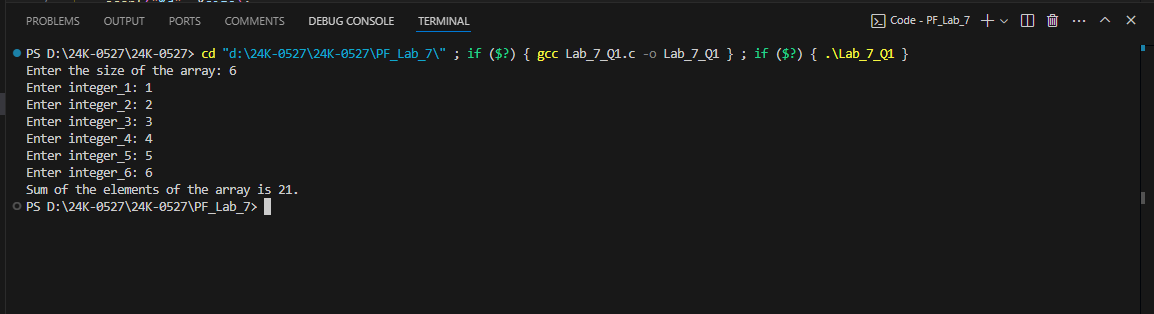 PROBLEMS OUTPUT PORTS COMMENTS DEBUG CONSOLE TERMINAL Code - PF_Lab_7
PS D:\24K-0527\24K-0527> cd "d:\24K-0527\24K-0527\PF_Lab_7\" ; if ($?) { gcc Lab_7_Q1.c -o Lab_7_Q1 } ; if ($?) { .\Lab_7_Q1 }
Enter the size of the array: 6
Enter integer_1: 1
Enter integer_2: 2
Enter integer_3: 3
Enter integer_4: 4
Enter integer_5: 5
Enter integer_6: 6
Sum of the elements of the array is 21.
PS D:\24K-0527\24K-0527\PF_Lab_7>